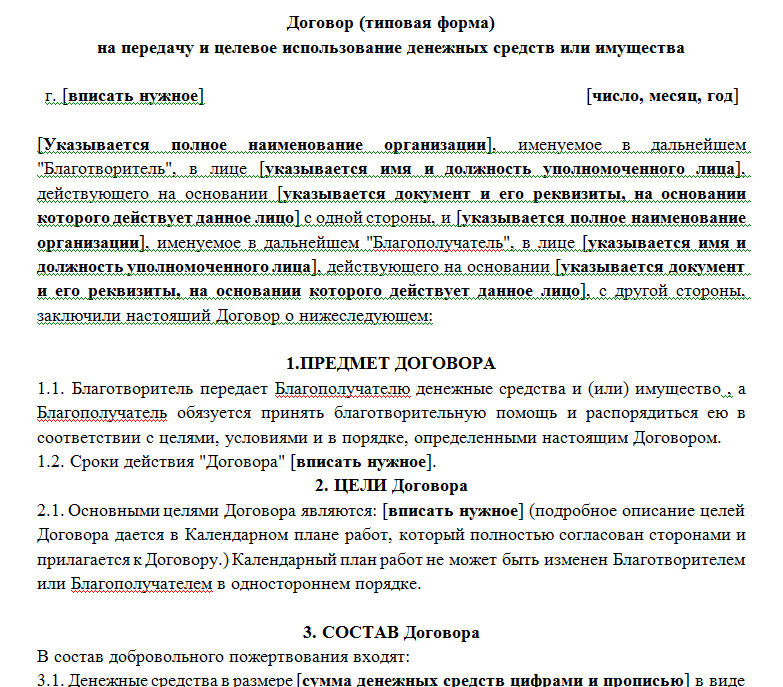 Договор (типовая форма)
на передачу и целевое использование денежных средств или имущества
г. [вписать нужное] [число, месяц, год]
[Указывается полное наименование организации], именуемое в дальнейшем
"Благотворитель", в лице [указывается имя и должность уполномоченного лица],
действующего на основании [указывается документ и его реквизиты, на основании
которого действует данное лицо] с одной стороны, и [указывается полное наименование
организации], именуемое в дальнейшем "Благополучатель", в лице [указывается имя и
должность уполномоченного лица], действующего на основании [указывается документ
и его реквизиты, на основании которого действует данное лицо], с другой стороны,
заключили настоящий Договор о нижеследующем:
1.ПРЕДМЕТ ДОГОВОРА
1.1. Благотворитель передает Благополучателю денежные средства и (или) имущество , а
Благополучатель обязуется принять благотворительную помощь и распорядиться ею в
соответствии с целями, условиями и в порядке, определенными настоящим Договором.
1.2. Сроки действия "Договора" [вписать нужное].
2. ЦЕЛИ Договора
2.1. Основными целями Договора являются: [вписать нужное] (подробное описание целей
Договора дается в Календарном плане работ, который полностью согласован сторонами и
прилагается к Договору.) Календарный план работ не может быть изменен Благотворителем
или Благополучателем в одностороннем порядке.
3. СОСТАВ Договора
В состав добровольного пожертвования входят:
3.1. Денежные средства в размере [сумма денежных средств цифрами и прописью] в виде